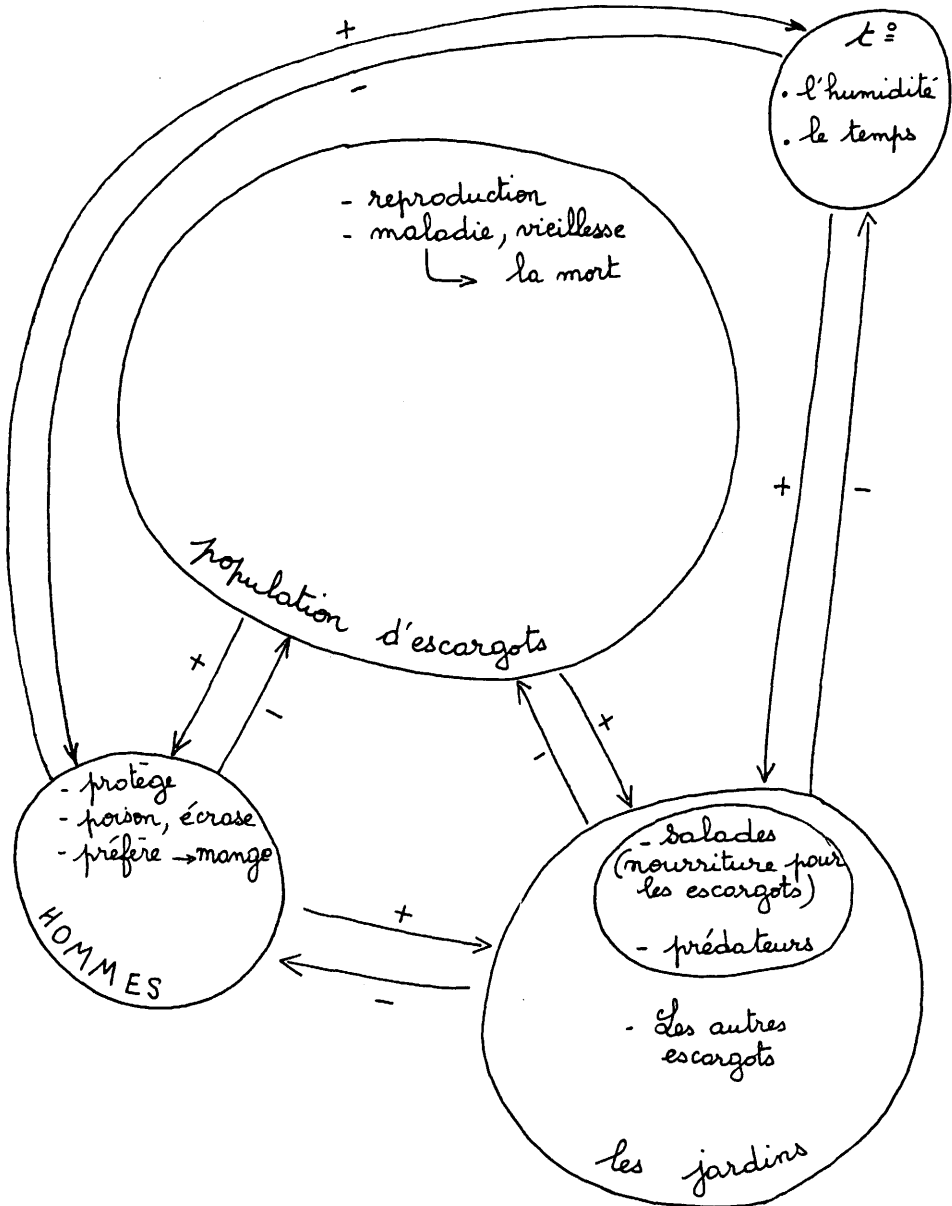 +
-
t°
• l'humidité
• le temps
- reproduction
- maladie, vieillesse
la mort
+
-
population d'escargots
+
-
-
+
- protège
- poison, écrase
- préfère → mange
HOMMES
- salades
(nourriture pour
les escargots)
- prédateurs
+
-
- Les autres
escargots
les jardins